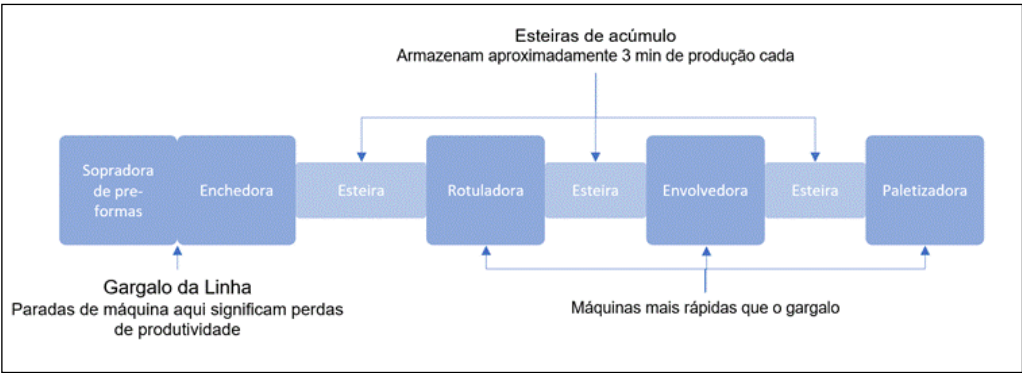 Esteiras de acúmulo
Armazenam aproximadamente 3 min de produção cada
Sopradora
de pre-
formas
Enchedora
Esteira
Rotuladora
Esteira
Envolvedora
Esteira
Paletizadora
Gargalo da Linha
Paradas de máquina aqui significam perdas
de produtividade
Máquinas mais rápidas que o gargalo